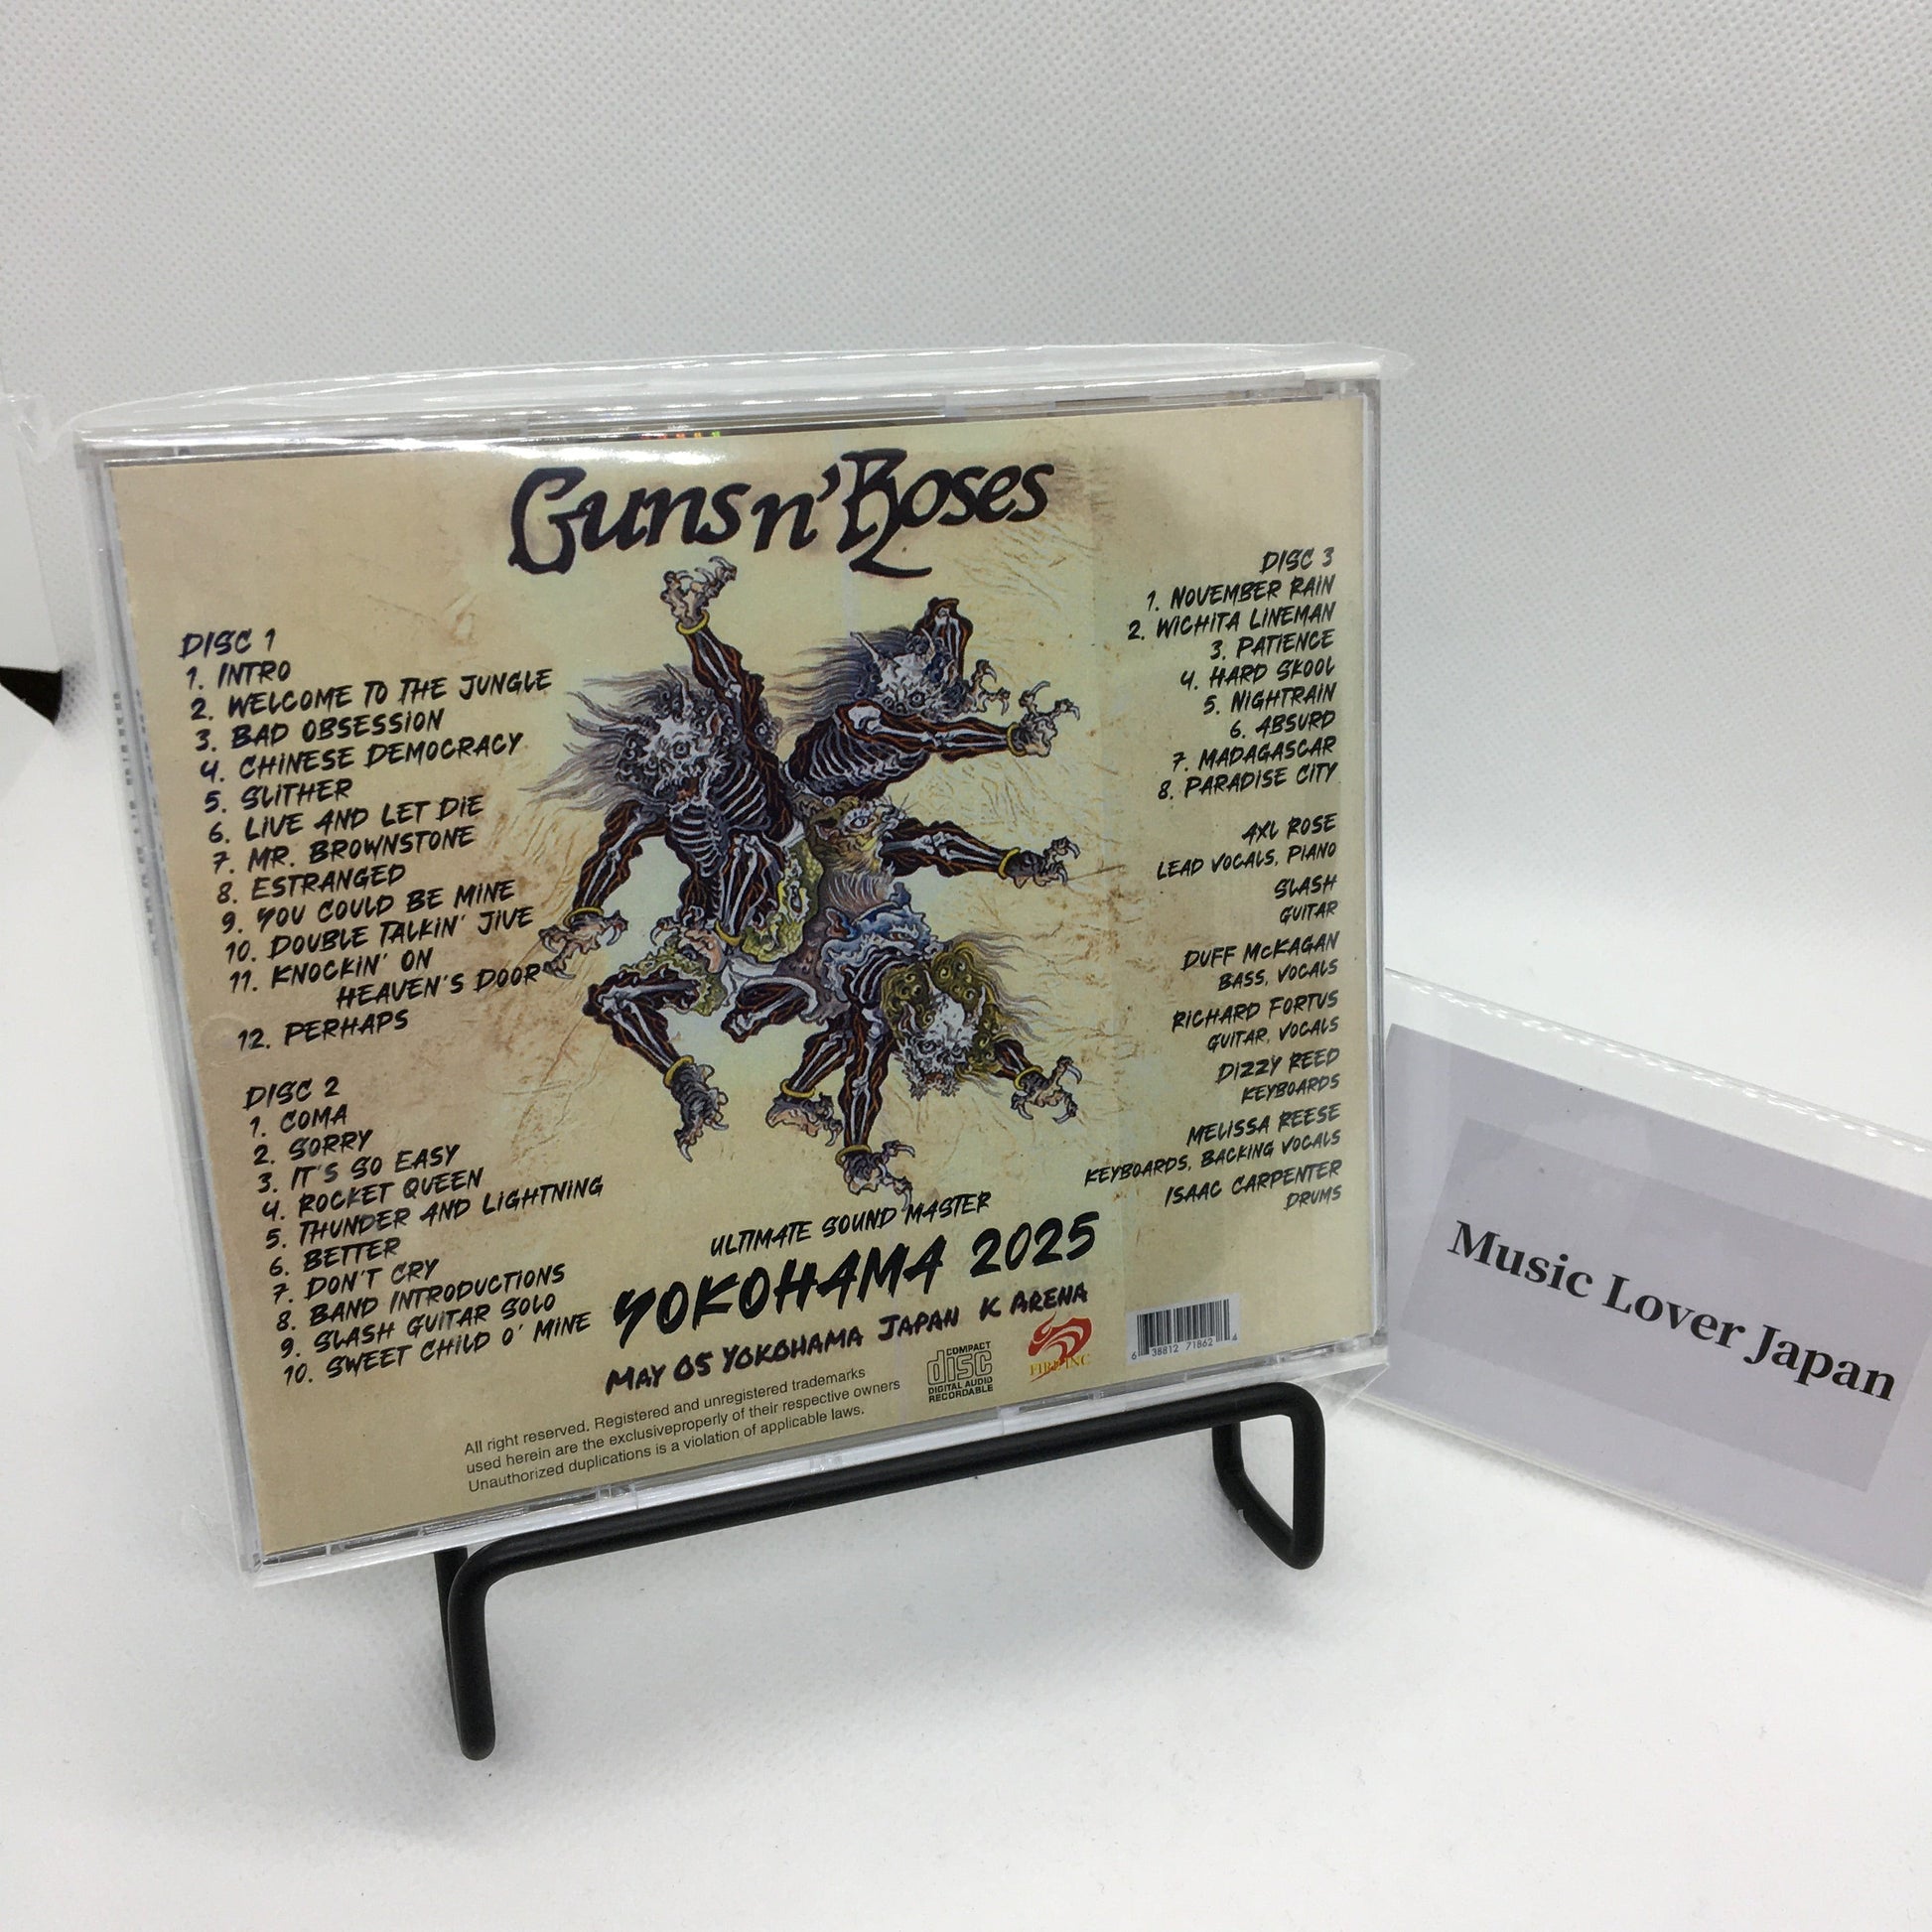 Guns n' Roses
DISC 1
1. INTRO
2. WELCOME TO THE JUNGLE
3. BAD OBSESSION
4. CHINESE DEMOCRACY
5. SLITHER
6. LIVE AND LET DIE
7. MR. BROWNSTONE
8. ESTRANGED
9. YOU COULD BE MINE
10. DOUBLE TALKIN' JIVE
11. KNOCKIN' ON
HEAVEN'S DOOR
12. PERHAPS
DISC 2
1. COMA
2. SORRY
3. IT'S SO EASY
4. ROCKET QUEEN
5. THUNDER AND LIGHTNING
6. BETTER
7. DON'T CRY
8. BAND INTRODUCTIONS
9. SLASH GUITAR SOLO
10. SWEET CHILD O' MINE
DISC 3
1. NOVEMBER RAIN
2. WICHITA LINEMAN
3. PATIENCE
4. HARD SKOOL
5. NIGHTRAIN
6. ABSURD
7. MADAGASCAR
8. PARADISE CITY
AXL ROSE
LEAD VOCALS, PIANO
SLASH
GUITAR
DUFF McKAGAN
BASS, VOCALS
RICHARD FORTUS
GUITAR, VOCALS
DIZZY REED
KEYBOARDS
MELISSA REESE
KEYBOARDS, BACKING VOCALS
ISAAC CARPENTER
DRUMS
ULTIMATE SOUND MASTER
YOKOHAMA 2025
MAY 05 YOKOHAMA JAPAN K ARENA
All right reserved. Registered and unregistered trademarks
used herein are the exclusiveproperly of their respective owners
Unauthorized duplications is a violation of applicable laws.
COMPACT
disc
DIGITAL AUDIO
RECORDABLE
FIRE INC
6 38812 71862 4
Music Lover Japan